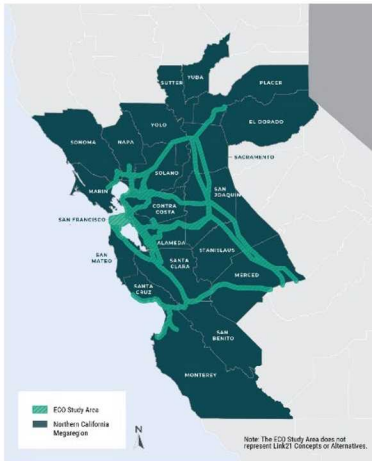 SUTTER
YUBA
PLACER
YOLO
EL DORADO
SONOMA
NAPA
SACRAMENTO
SOLANO
MARIN
SAN
JOAQUIN
CONTRA
COSTA
SAN FRANCISCO
ALAMEDA
STANISLAUS
SAN
MATEO
SANTA
CLARA
MERCED
SANTA
CRUZ
SAN
BENITO
MONTEREY
ECO Study Area
Northern California
Megaregion
N
Note: The ECO Study Area does not
represent Link21 Concepts or Alternatives.